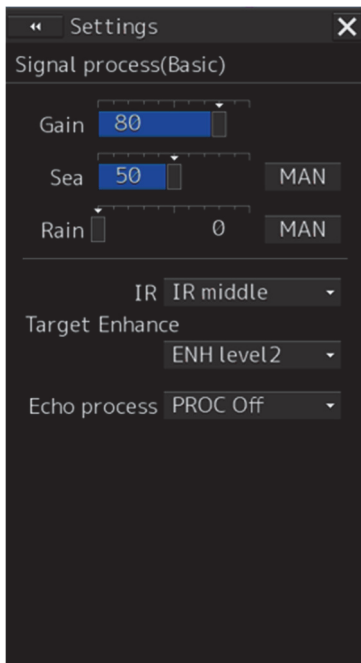 Settings
Signal process(Basic)
Gain 80
Sea 50 MAN
Rain 0 MAN
IR IR middle
Target Enhance
ENH level2
Echo process PROC Off